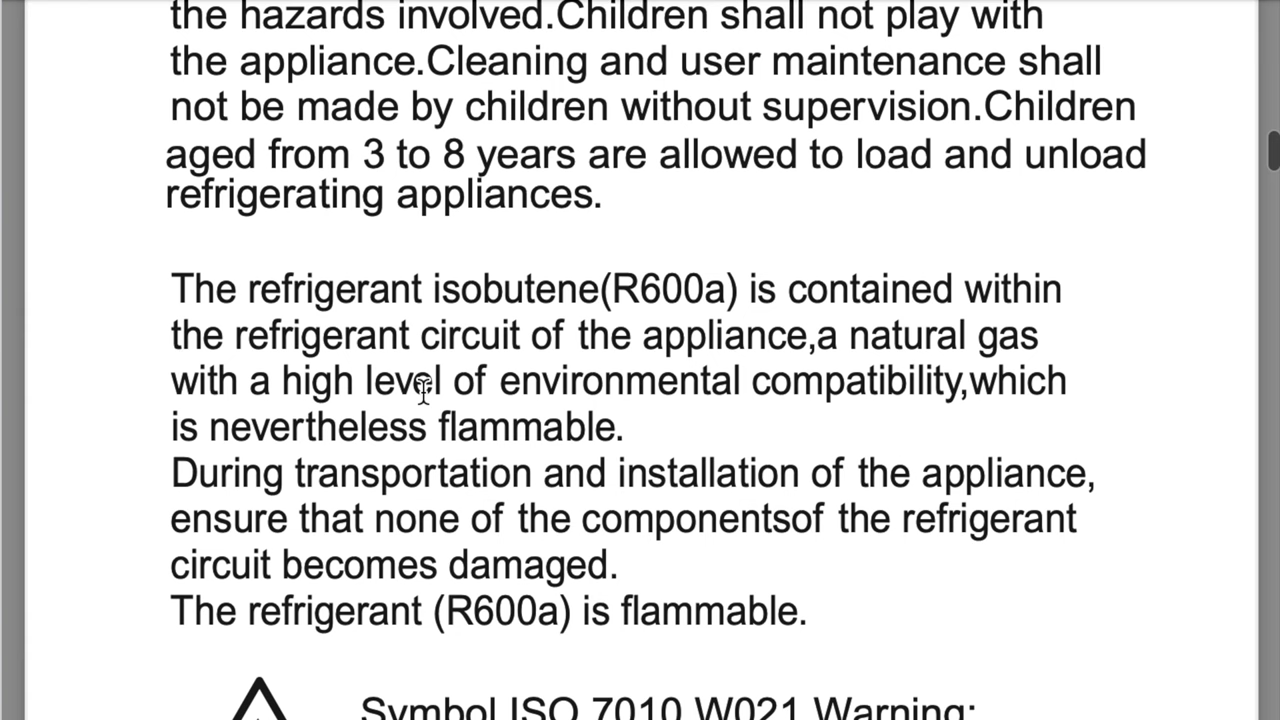 the hazards involved.Children shall not play with
the appliance.Cleaning and user maintenance shall
not be made by children without supervision.Children
aged from 3 to 8 years are allowed to load and unload
refrigerating appliances.
The refrigerant isobutene(R600a) is contained within
the refrigerant circuit of the appliance,a natural gas
with a high level of environmental compatibility,which
is nevertheless flammable.
During transportation and installation of the appliance,
ensure that none of the componentsof the refrigerant
circuit becomes damaged.
The refrigerant (R600a) is flammable.
Symbol ISO 7010 W021 Warning: